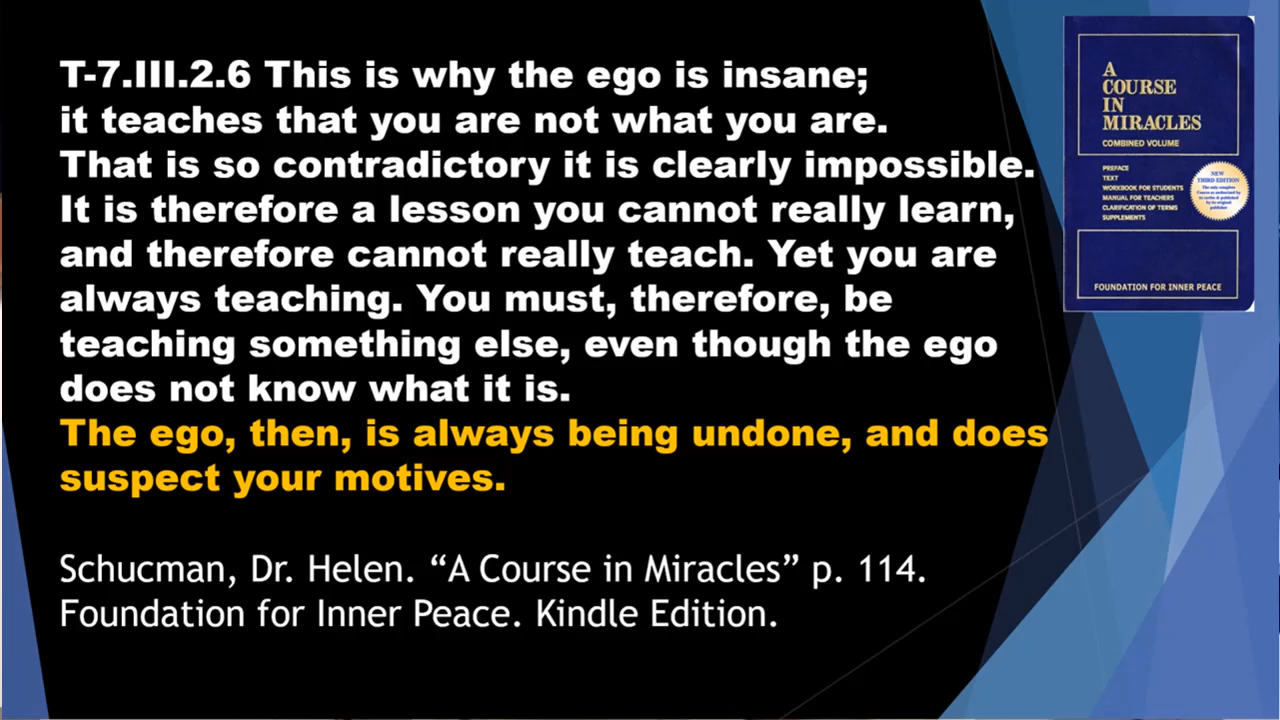 T-7.III.2.6 This is why the ego is insane;
it teaches that you are not what you are.
That is so contradictory it is clearly impossible.
It is therefore a lesson you cannot really learn,
and therefore cannot really teach. Yet you are
always teaching. You must, therefore, be
teaching something else, even though the ego
does not know what it is.
The ego, then, is always being undone, and does
suspect your motives.
Schucman, Dr. Helen. “A Course in Miracles” p. 114.
Foundation for Inner Peace. Kindle Edition.
A
COURSE
IN
MIRACLES
COMBINED VOLUME
PREFACE
TEXT
WORKBOOK FOR STUDENTS
MANUAL FOR TEACHERS
CLARIFICATION OF TERMS
SUPPLEMENTS
NEW
THIRD EDITION
The only complete
FOUNDATION FOR INNER PEACE